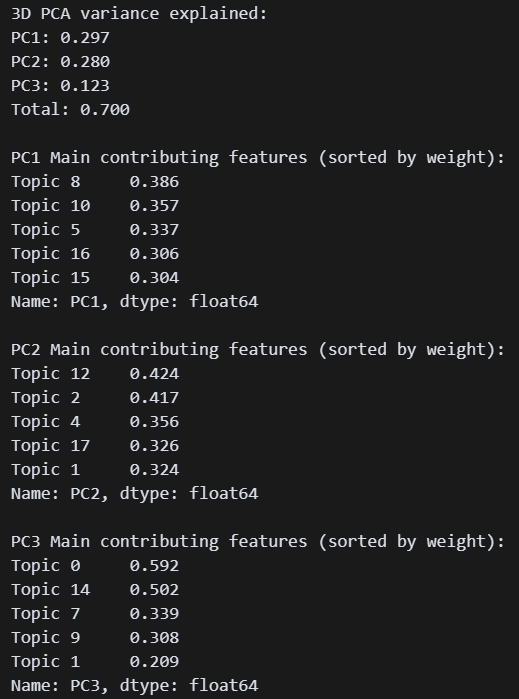 3D PCA variance explained:
PC1: 0.297
PC2: 0.280
PC3: 0.123
Total: 0.700
PC1 Main contributing features (sorted by weight):
Topic 8     0.386
Topic 10    0.357
Topic 5     0.337
Topic 16    0.306
Topic 15    0.304
Name: PC1, dtype: float64
PC2 Main contributing features (sorted by weight):
Topic 12    0.424
Topic 2     0.417
Topic 4     0.356
Topic 17    0.326
Topic 1     0.324
Name: PC2, dtype: float64
PC3 Main contributing features (sorted by weight):
Topic 0     0.592
Topic 14    0.502
Topic 7     0.339
Topic 9     0.308
Topic 1     0.209
Name: PC3, dtype: float64